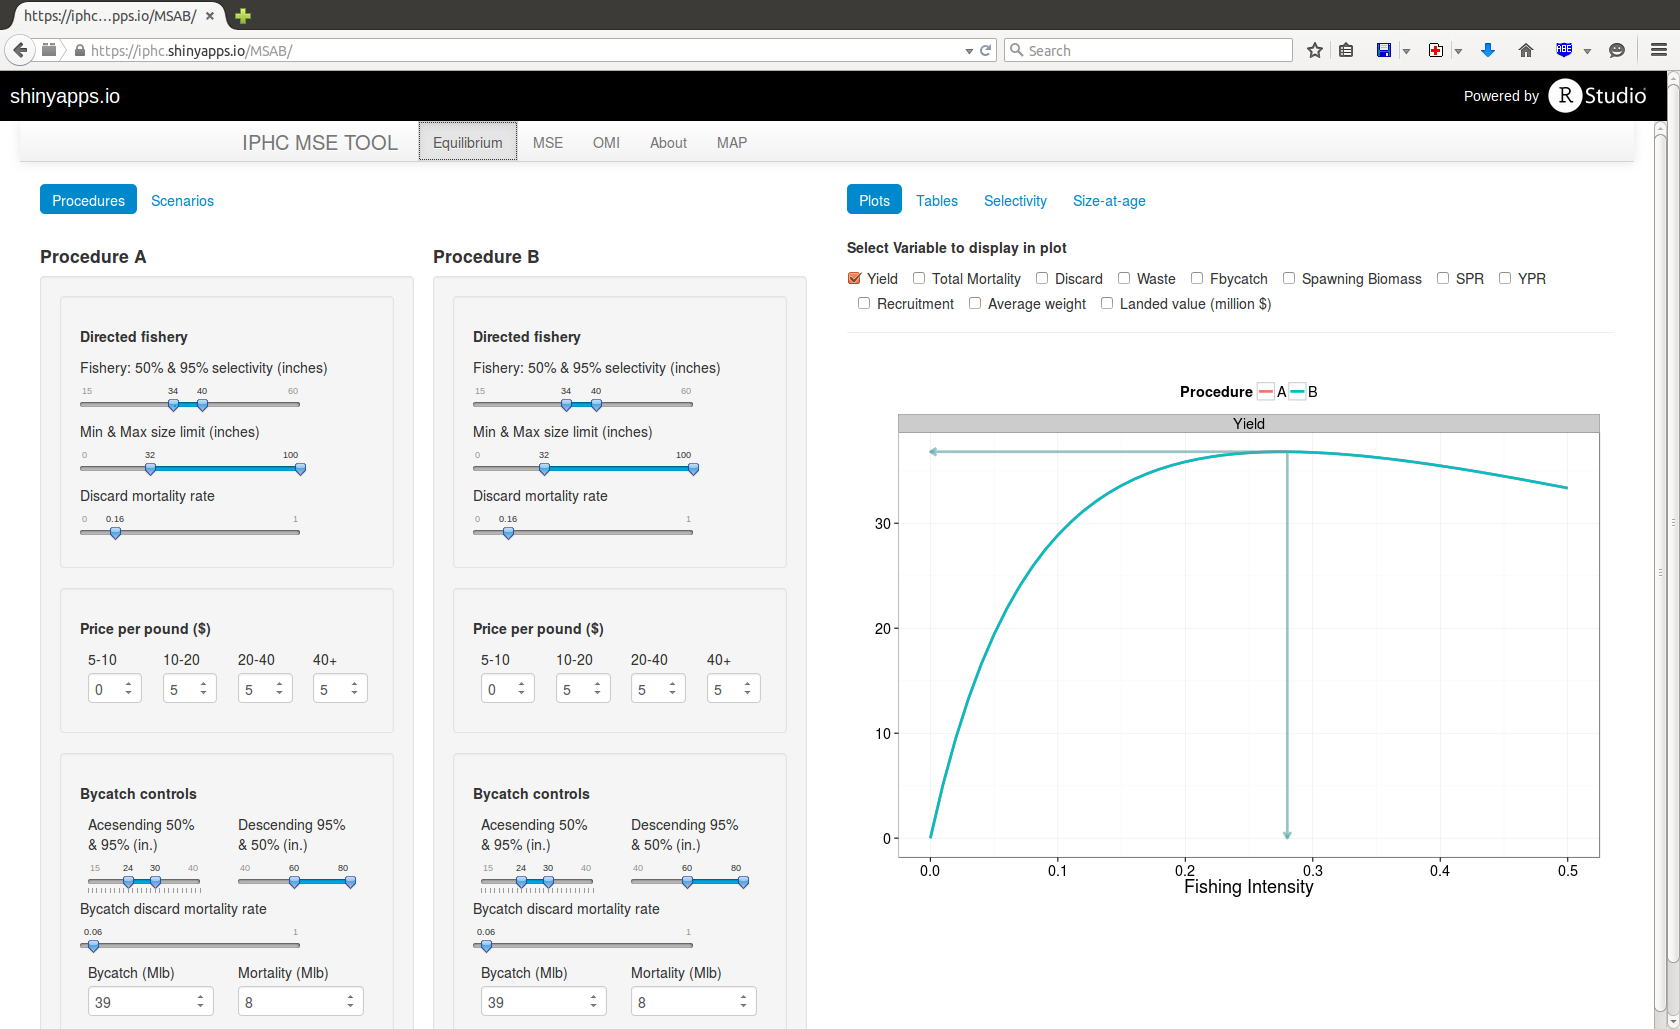 https://iphc...pps.io/MSAB/
https://iphc.shinyapps.io/MSAB/
Search
ABE
shinyapps.io
Powered by R Studio
IPHC MSE TOOL Equilibrium MSE OMI About MAP
Procedures Scenarios
Plots Tables Selectivity Size-at-age
Procedure A
Directed fishery
Fishery: 50% & 95% selectivity (inches)
15 34 40 60
Min & Max size limit (inches)
0 32 100
Discard mortality rate
0 0.16 1
Price per pound ($)
5-10 10-20 20-40 40+
0 5 5 5
Bycatch controls
Acesending 50% & 95% (in.)
Descending 95% & 50% (in.)
15 24 30 40
40 60 80
Bycatch discard mortality rate
0.06 1
Bycatch (Mlb) Mortality (Mlb)
39 8
Procedure B
Directed fishery
Fishery: 50% & 95% selectivity (inches)
15 34 40 60
Min & Max size limit (inches)
0 32 100
Discard mortality rate
0 0.16 1
Price per pound ($)
5-10 10-20 20-40 40+
0 5 5 5
Bycatch controls
Acesending 50% & 95% (in.)
Descending 95% & 50% (in.)
15 24 30 40
40 60 80
Bycatch discard mortality rate
0.06 1
Bycatch (Mlb) Mortality (Mlb)
39 8
Select Variable to display in plot
Yield Total Mortality Discard Waste Fbycatch Spawning Biomass SPR YPR
Recruitment Average weight Landed value (million $)
Procedure A B
Yield
30
20
10
0
0.0 0.1 0.2 0.3 0.4 0.5
Fishing Intensity